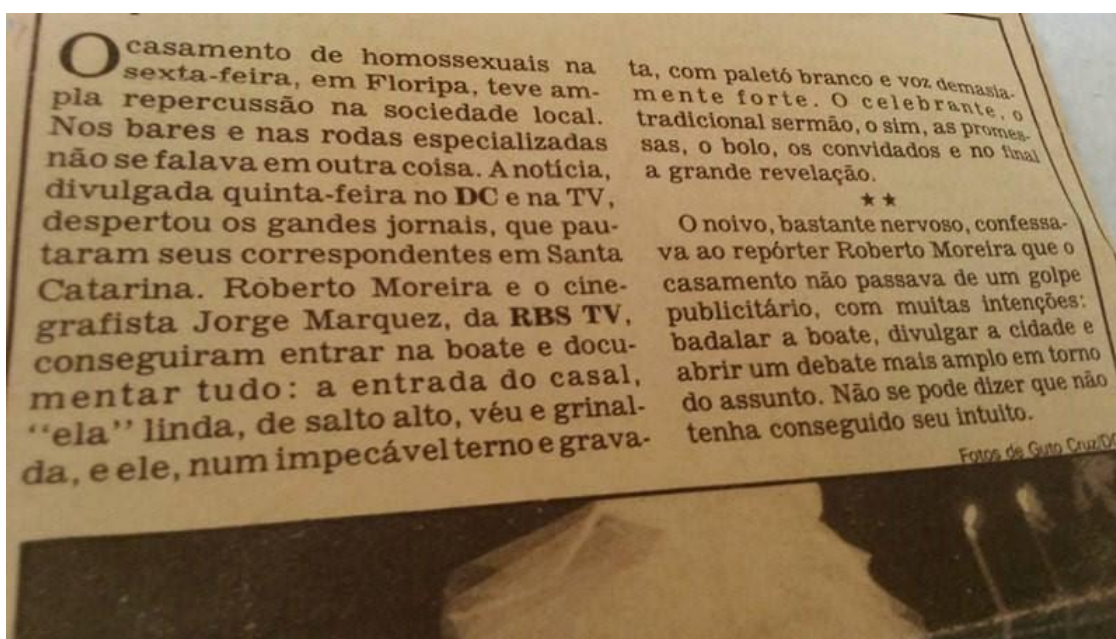 O casamento de homossexuais na
sexta-feira, em Floripa, teve am-
pla repercussão na sociedade local.
Nos bares e nas rodas especializadas
não se falava em outra coisa. A notícia,
divulgada quinta-feira no DC e na TV,
despertou os gandes jornais, que pau-
taram seus correspondentes em Santa
Catarina. Roberto Moreira e o cine-
grafista Jorge Marquez, da RBS TV,
conseguiram entrar na boate e docu-
mentar tudo: a entrada do casal,
“ela” linda, de salto alto, véu e grinal-
da, e ele, num impecável terno e grava-
ta, com paletó branco e voz demasia-
mente forte. O celebrante, o
tradicional sermão, o sim, as promes-
sas, o bolo, os convidados e no final
a grande revelação.
★★
O noivo, bastante nervoso, confessa-
va ao repórter Roberto Moreira que o
casamento não passava de um golpe
publicitário, com muitas intenções:
badalar a boate, divulgar a cidade e
abrir um debate mais amplo em torno
do assunto. Não se pode dizer que não
tenha conseguido seu intuito.
Fotos de Guto Cruz/DC